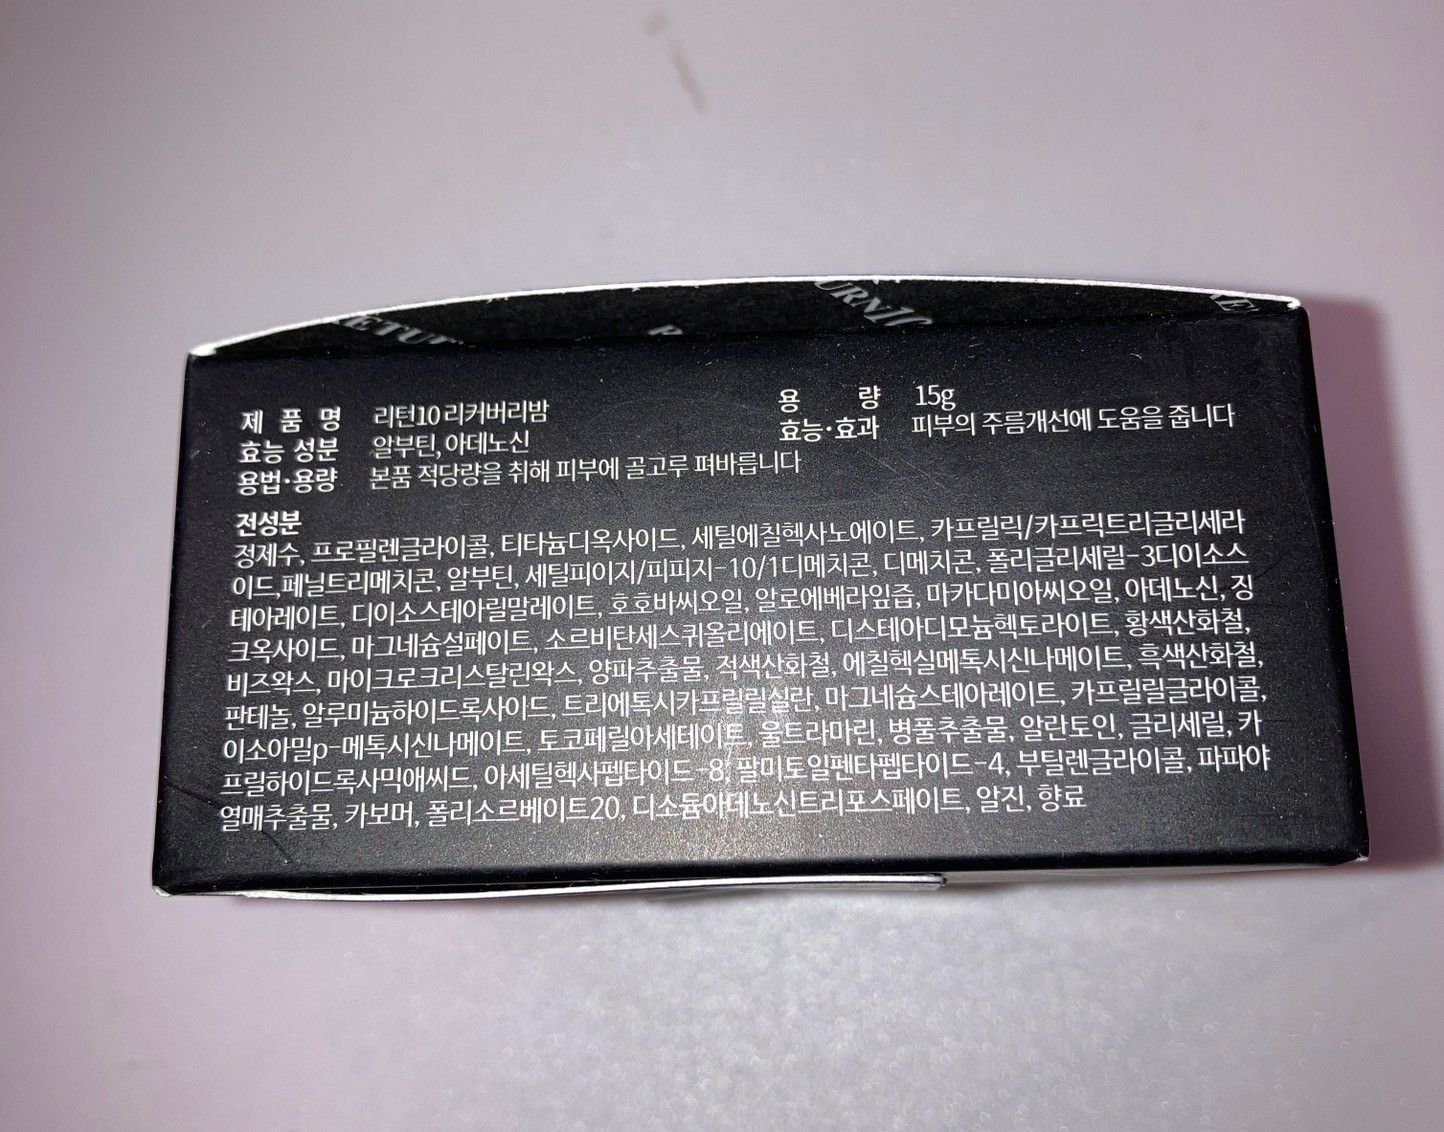 RETUR
URN10
RE
제 품 명 리턴10 리커버리밤 용 량 15g
효능 성분 알부틴, 아데노신 효능·효과 피부의 주름개선에 도움을 줍니다
용법·용량 본품 적당량을 취해 피부에 골고루 펴바릅니다
전성분
정제수, 프로필렌글라이콜, 티타늄디옥사이드, 세틸에칠헥사노에이트, 카프릴릭/카프릭트리글리세라
이드,페닐트리메치콘, 알부틴, 세틸피이지/피피지-10/1디메치콘, 디메치콘, 폴리글리세릴-3디이소스
테아레이트, 디이소스테아릴말레이트, 호호바씨오일, 알로에베라잎즙, 마카다미아씨오일, 아데노신, 징
크옥사이드, 마그네슘설페이트, 소르비탄세스퀴올리에이트, 디스테아디모늄헥토라이트, 황색산화철,
비즈왁스, 마이크로크리스탈린왁스, 양파추출물, 적색산화철, 에칠헥실메톡시신나메이트, 흑색산화철,
판테놀, 알루미늄하이드록사이드, 트리에톡시카프릴릴실란, 마그네슘스테아레이트, 카프릴릴글라이콜,
이소아밀p-메톡시신나메이트, 토코페릴아세테이트, 울트라마린, 병풀추출물, 알란토인, 글리세릴, 카
프릴하이드록사믹애씨드, 아세틸헥사펩타이드-8, 팔미토일펜타펩타이드-4, 부틸렌글라이콜, 파파야
열매추출물, 카보머, 폴리소르베이트20, 디소듐아데노신트리포스페이트, 알진, 향료